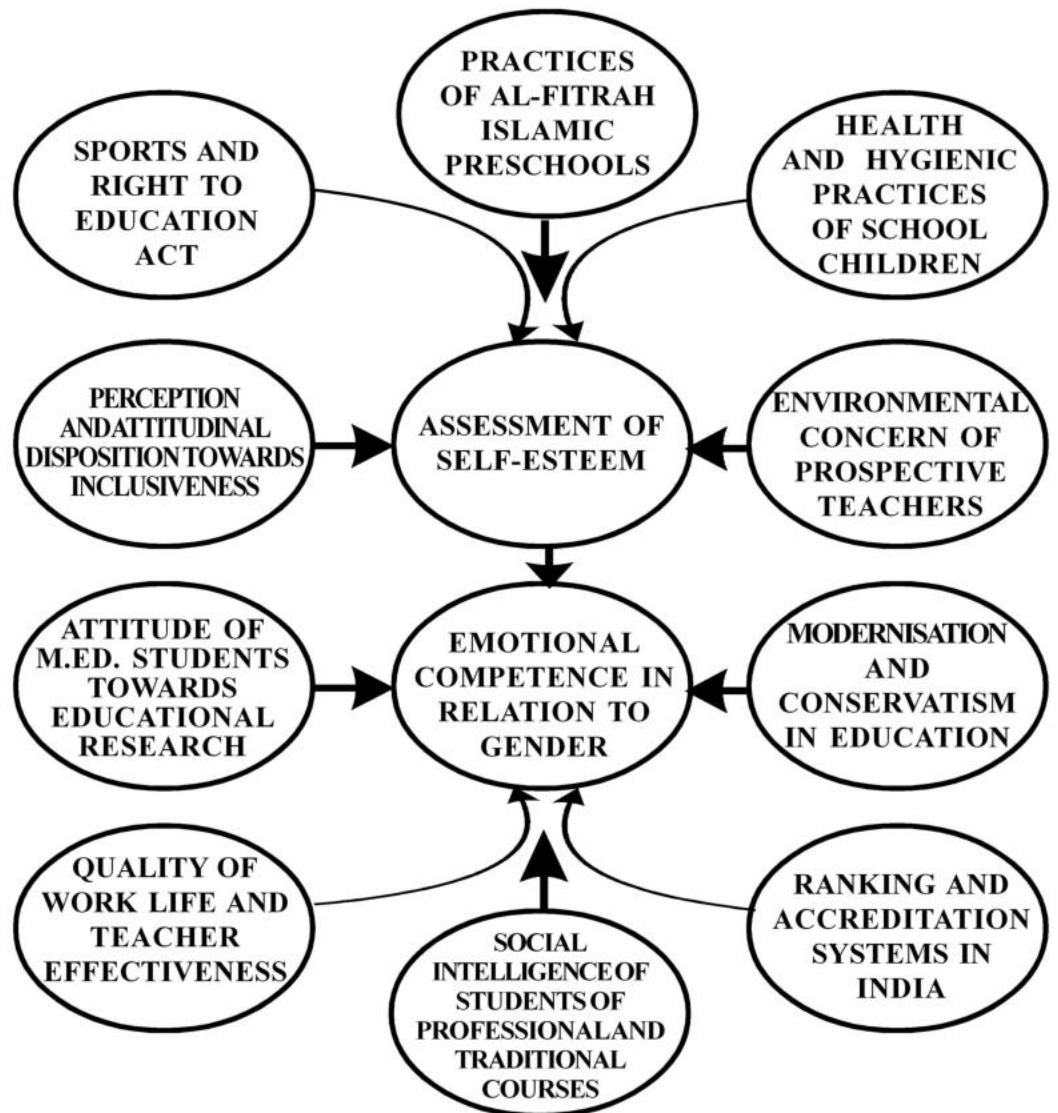 PRACTICES
OF AL-FITRAH
ISLAMIC
PRESCHOOLS
SPORTS AND
RIGHT TO
EDUCATION
ACT
HEALTH
AND HYGIENIC
PRACTICES
OF SCHOOL
CHILDREN
PERCEPTION
AND ATTITUDINAL
DISPOSITION TOWARDS
INCLUSIVENESS
ASSESSMENT OF
SELF-ESTEEM
ENVIRONMENTAL
CONCERN OF
PROSPECTIVE
TEACHERS
ATTITUDE OF
M.ED. STUDENTS
TOWARDS
EDUCATIONAL
RESEARCH
EMOTIONAL
COMPETENCE IN
RELATION TO
GENDER
MODERNISATION
AND
CONSERVATISM
IN EDUCATION
QUALITY OF
WORK LIFE AND
TEACHER
EFFECTIVENESS
SOCIAL
INTELLIGENCE OF
STUDENTS OF
PROFESSIONAL AND
TRADITIONAL
COURSES
RANKING AND
ACCREDITATION
SYSTEMS IN
INDIA